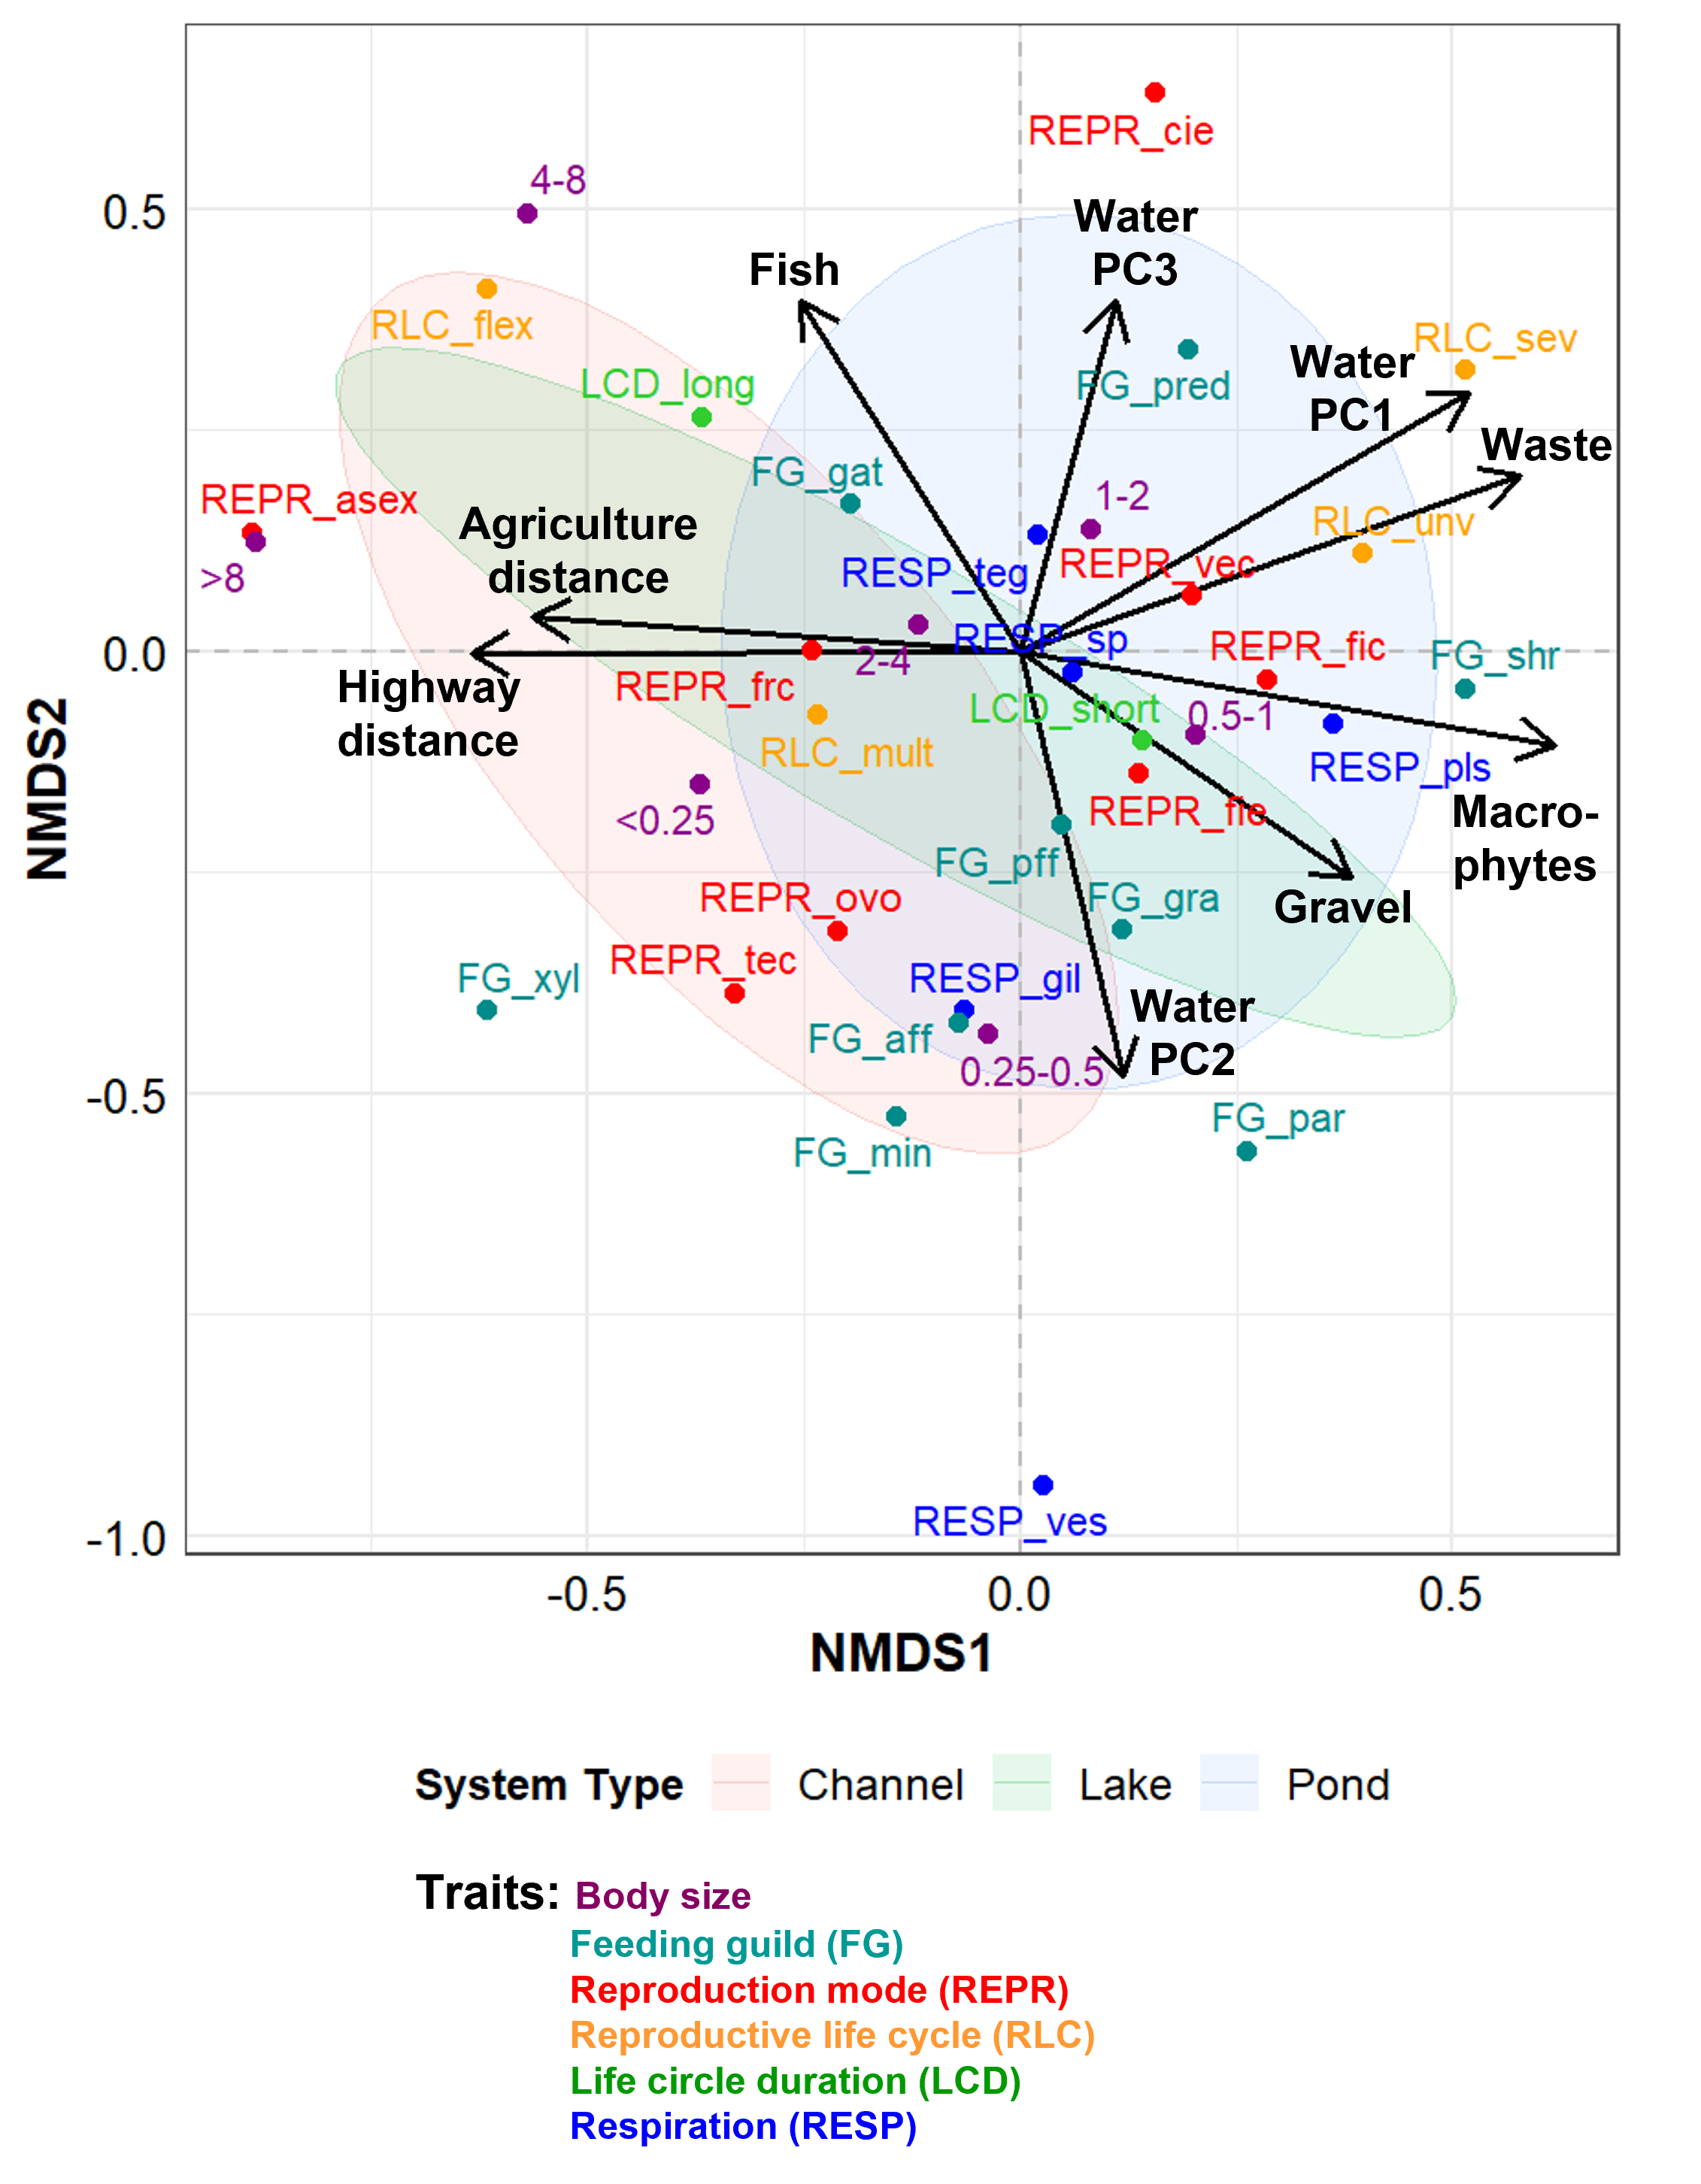 REPR_cie
4-8
0.5
Water
PC3
Fish
RLC_flex
RLC_sev
Water
PC1
LCD_long
FG_pred
Waste
FG_gat
1-2
REPR_asex
Agriculture
distance
RLC_unv
>8
RESP_teg
REPR_vec
0.0
RESP_sp
REPR_fic
FG_shr
2-4
REPR_frc
Highway
distance
LCD_short
0.5-1
RLC_mult
RESP_pls
<0.25
REPR_fie
Macro-
phytes
FG_pff
REPR_ovo
FG_gra
Gravel
REPR_tec
FG_xyl
RESP_gil
Water
PC2
FG_aff
0.25-0.5
-0.5
FG_par
FG_min
RESP_ves
-1.0
NMDS2
-0.5
0.0
0.5
NMDS1
System Type
Channel
Lake
Pond
Traits: Body size
Feeding guild (FG)
Reproduction mode (REPR)
Reproductive life cycle (RLC)
Life circle duration (LCD)
Respiration (RESP)